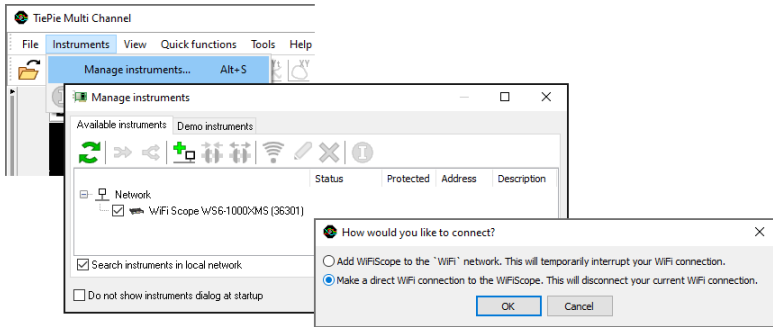 TiePie Multi Channel
File Instruments View Quick functions Tools Help
Manage instruments... Alt+S
Manage instruments
Available instruments Demo instruments
Status Protected Address Description
Network
WiFi Scope WS6-1000XMS (36301)
Search instruments in local network
Do not show instruments dialog at startup
How would you like to connect?
Add WiFiScope to the `WiFi` network. This will temporarily interrupt your WiFi connection.
Make a direct WiFi connection to the WiFiScope. This will disconnect your current WiFi connection.
OK Cancel